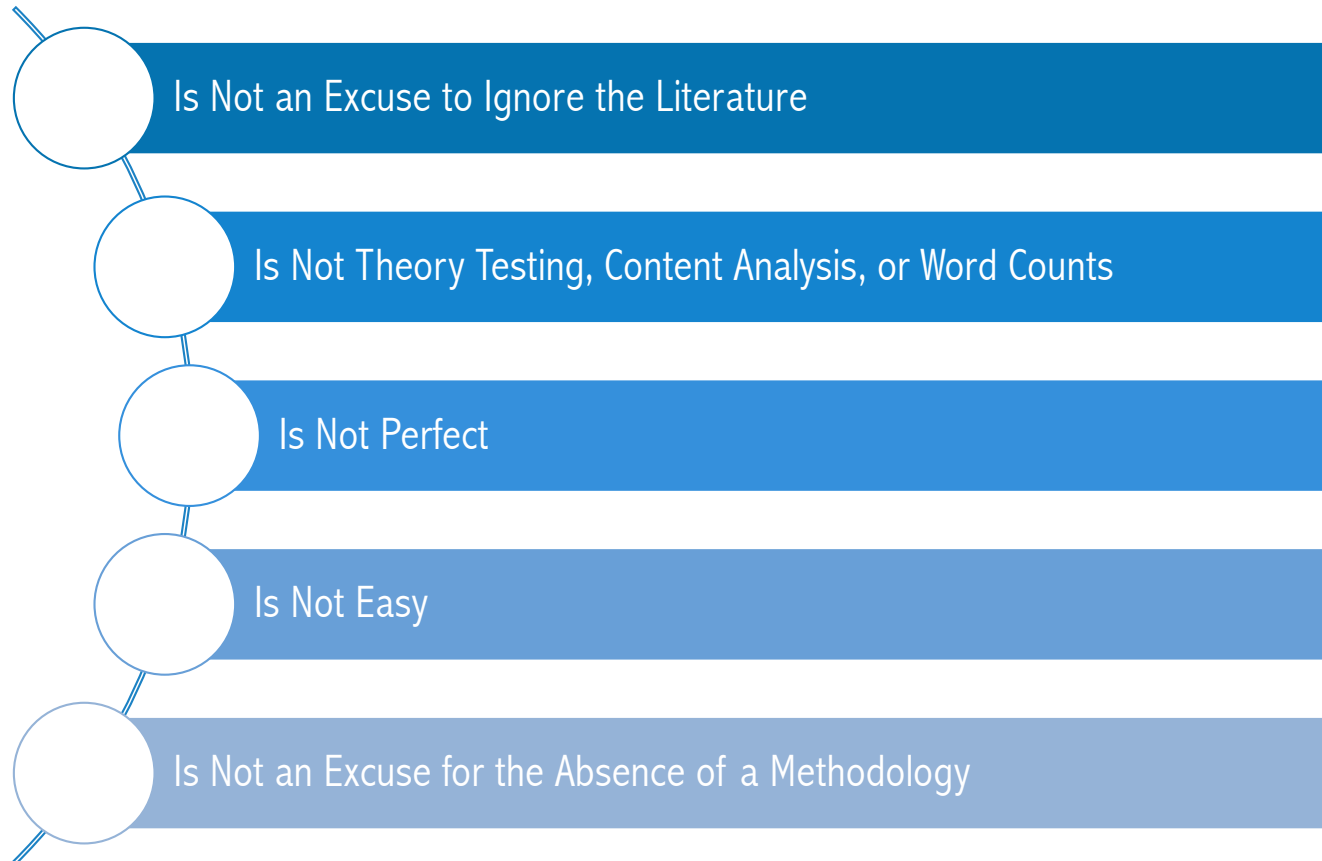 Is Not an Excuse to Ignore the Literature
Is Not Theory Testing, Content Analysis, or Word Counts
Is Not Perfect
Is Not Easy
Is Not an Excuse for the Absence of a Methodology